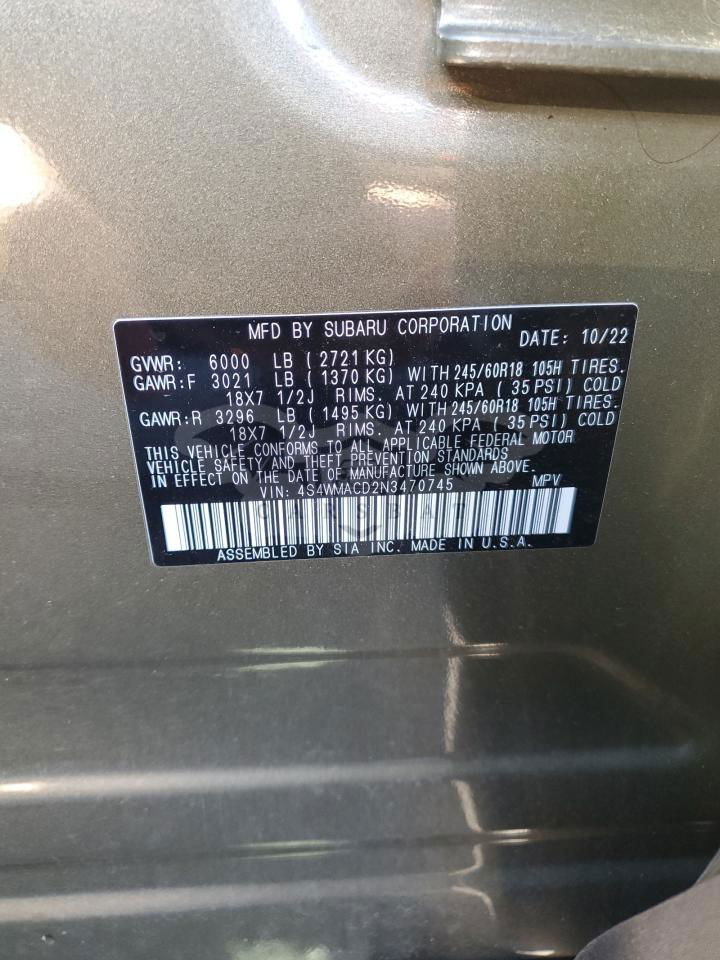 MFD BY SUBARU CORPORATION DATE: 10/22
GVWR: 6000 LB (2721 KG)
GAWR:F 3021 LB (1370 KG) WITH 245/60R18 105H TIRES.
18X7 1/2J RIMS. AT 240 KPA (35 PSI) COLD
GAWR:R 3296 LB (1495 KG) WITH 245/60R18 105H TIRES.
18X7 1/2J RIMS. AT 240 KPA (35 PSI) COLD
THIS VEHICLE CONFORMS TO ALL APPLICABLE FEDERAL MOTOR
VEHICLE SAFETY AND THEFT PREVENTION STANDARDS
IN EFFECT ON THE DATE OF MANUFACTURE SHOWN ABOVE.
VIN: 4S4WMACD2N3470745 MPV
ASSEMBLED BY SIA INC. MADE IN U.S.A.